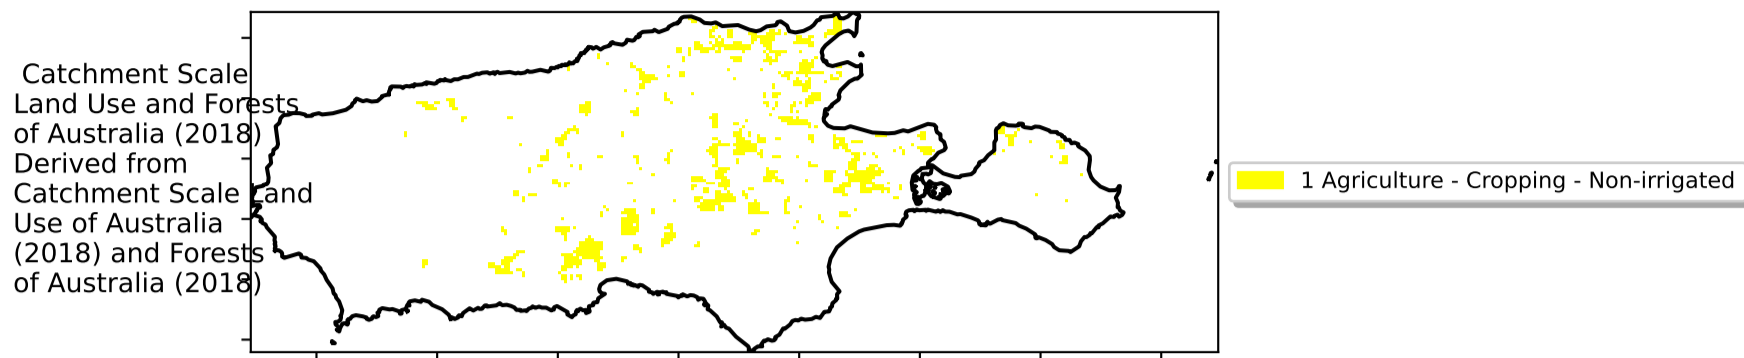 Catchment Scale
Land Use and Forests
of Australia (2018)
Derived from
Catchment Scale Land
Use of Australia
(2018) and Forests
of Australia (2018)
1 Agriculture - Cropping - Non-irrigated